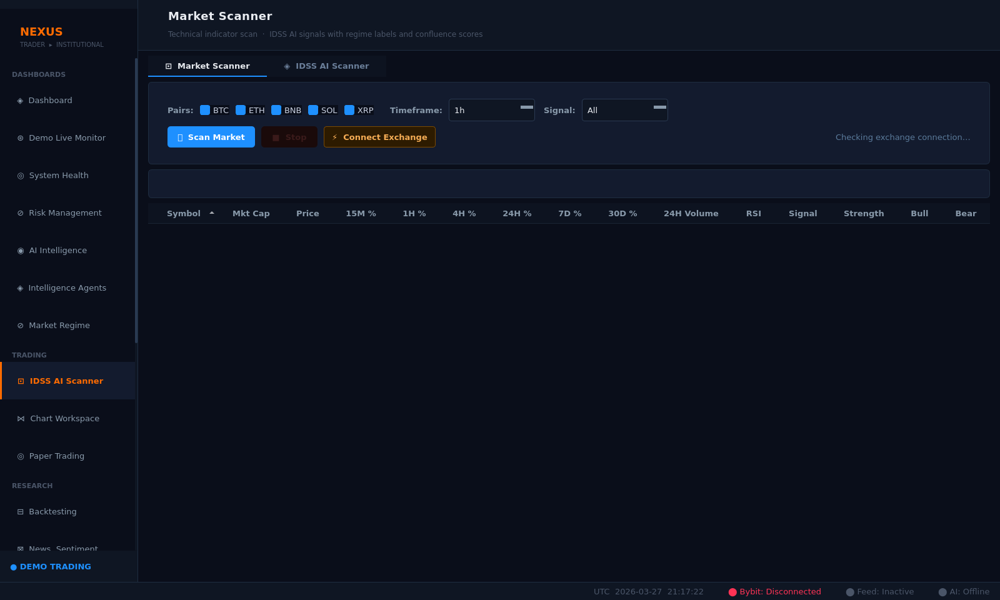 NEXUS
TRADER ▸ INSTITUTIONAL
DASHBOARDS
◈ Dashboard
⊛ Demo Live Monitor
◎ System Health
⊘ Risk Management
◉ AI Intelligence
◈ Intelligence Agents
⊘ Market Regime
TRADING
⊡ IDSS AI Scanner
⋈ Chart Workspace
◎ Paper Trading
RESEARCH
⊟ Backtesting
⊠ News Sentiment
● DEMO TRADING
Market Scanner
Technical indicator scan · IDSS AI signals with regime labels and confluence scores
⊡ Market Scanner ◈ IDSS AI Scanner
Pairs: BTC ETH BNB SOL XRP Timeframe: 1h Signal: All
Scan Market ■ Stop ⚡ Connect Exchange Checking exchange connection…
Symbol Mkt Cap Price 15M % 1H % 4H % 24H % 7D % 30D % 24H Volume RSI Signal Strength Bull Bear
UTC 2026-03-27 21:17:22 ● Bybit: Disconnected ● Feed: Inactive ● AI: Offline